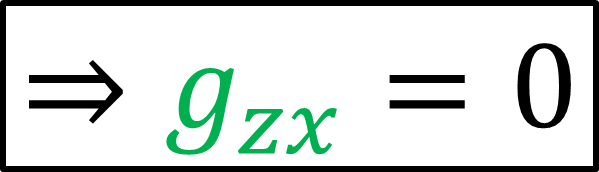 ⇒ g_{zx} = 0